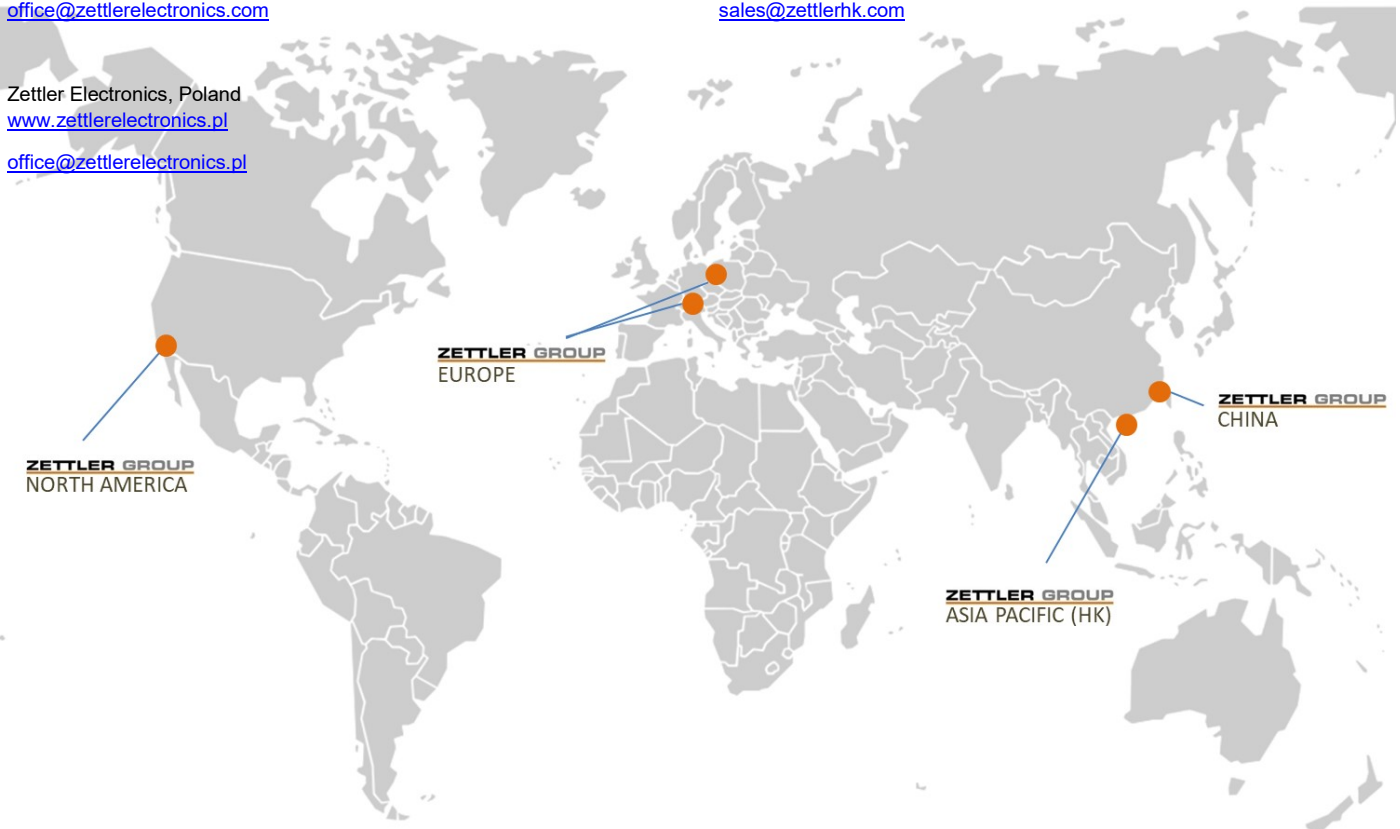 office@zettlerelectronics.com
sales@zettlerhk.com
Zettler Electronics, Poland
www.zettlerelectronics.pl
office@zettlerelectronics.pl
ZETTLER GROUP
EUROPE
ZETTLER GROUP
CHINA
ZETTLER GROUP
NORTH AMERICA
ZETTLER GROUP
ASIA PACIFIC (HK)